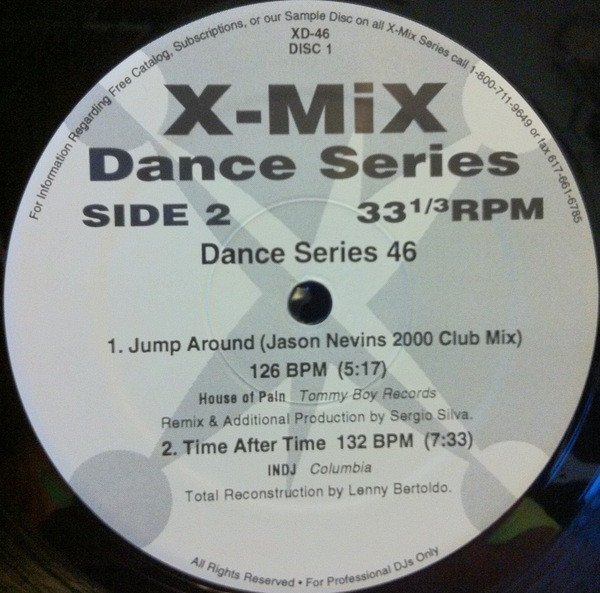 For Information Regarding Free Catalog, Subscriptions, or our Sample Disc on all X-Mix Series call 1-800-711-9649 or fax 617-661-6785
XD-46
DISC 1
X-MiX
Dance Series
SIDE 2 33 1/3 RPM
Dance Series 46
1. Jump Around (Jason Nevins 2000 Club Mix)
126 BPM (5:17)
House of Pain Tommy Boy Records
Remix & Additional Production by Sergio Silva.
2. Time After Time 132 BPM (7:33)
INDJ Columbia
Total Reconstruction by Lenny Bertoldo.
All Rights Reserved • For Professional DJs Only